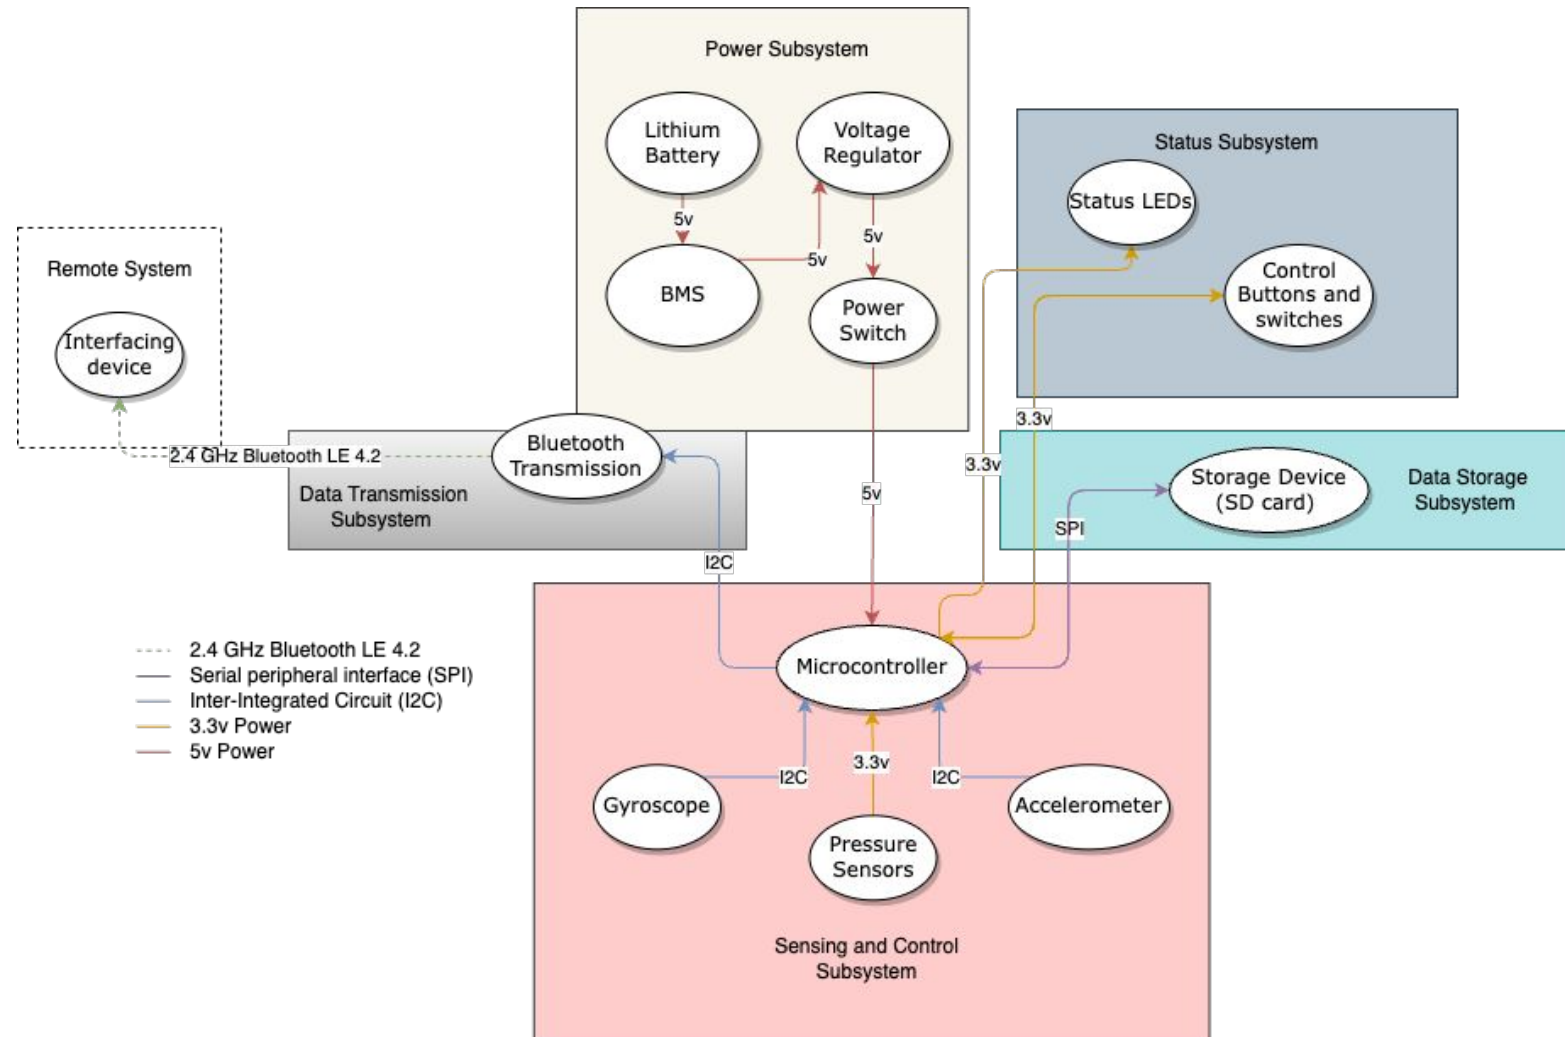 Power Subsystem
Lithium
Battery
Voltage
Regulator
5v
5v
5v
BMS
Power
Switch
Status Subsystem
Status LEDs
Control
Buttons and
switches
Remote System
Interfacing
device
2.4 GHz Bluetooth LE 4.2
Bluetooth
Transmission
Data Transmission
Subsystem
I2C
5v
3.3v
3.3v
Storage Device
(SD card)
Data Storage
Subsystem
SPI
2.4 GHz Bluetooth LE 4.2
Serial peripheral interface (SPI)
Inter-Integrated Circuit (I2C)
3.3v Power
5v Power
Microcontroller
I2C
3.3v
I2C
Gyroscope
Pressure
Sensors
Accelerometer
Sensing and Control
Subsystem